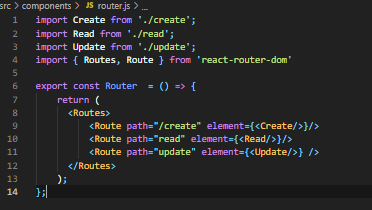 src > components > JS router.js > ...
1 import Create from './create';
2 import Read from './read';
3 import Update from './update';
4 import { Routes, Route } from 'react-router-dom'
5
6 export const Router  = () => {
7     return (
8       <Routes>
9           <Route path="/create" element={<Create/>}/>
10           <Route path="read" element={<Read/>}/>
11           <Route path="update" element={<Update/>} />
12       </Routes>
13     );
14 };